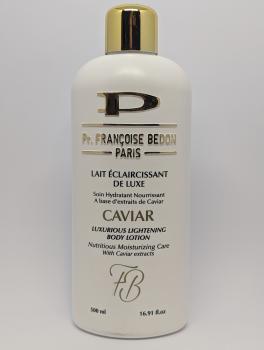 Pr. FRANÇOISE BEDON
PARIS
LAIT ÉCLAIRCISSANT
DE LUXE
Soin Hydratant Nourrissant
A base d'extraits de Caviar
CAVIAR
LUXURIOUS LIGHTENING
BODY LOTION
Nutritious Moisturizing Care
With Caviar extracts
FB
500 ml 16.91 fl.oz